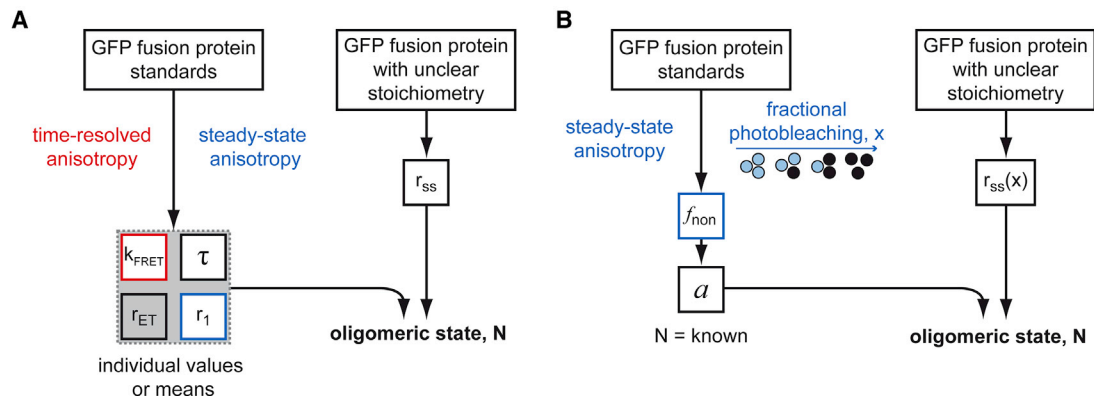 A
GFP fusion protein
standards
GFP fusion protein
with unclear
stoichiometry
time-resolved
anisotropy
steady-state
anisotropy
r_ss
k_FRET
τ
r_ET
r_1
individual values
or means
oligomeric state, N
B
GFP fusion protein
standards
GFP fusion protein
with unclear
stoichiometry
steady-state
anisotropy
fractional
photobleaching, x
f_non
r_ss(x)
a
N = known
oligomeric state, N